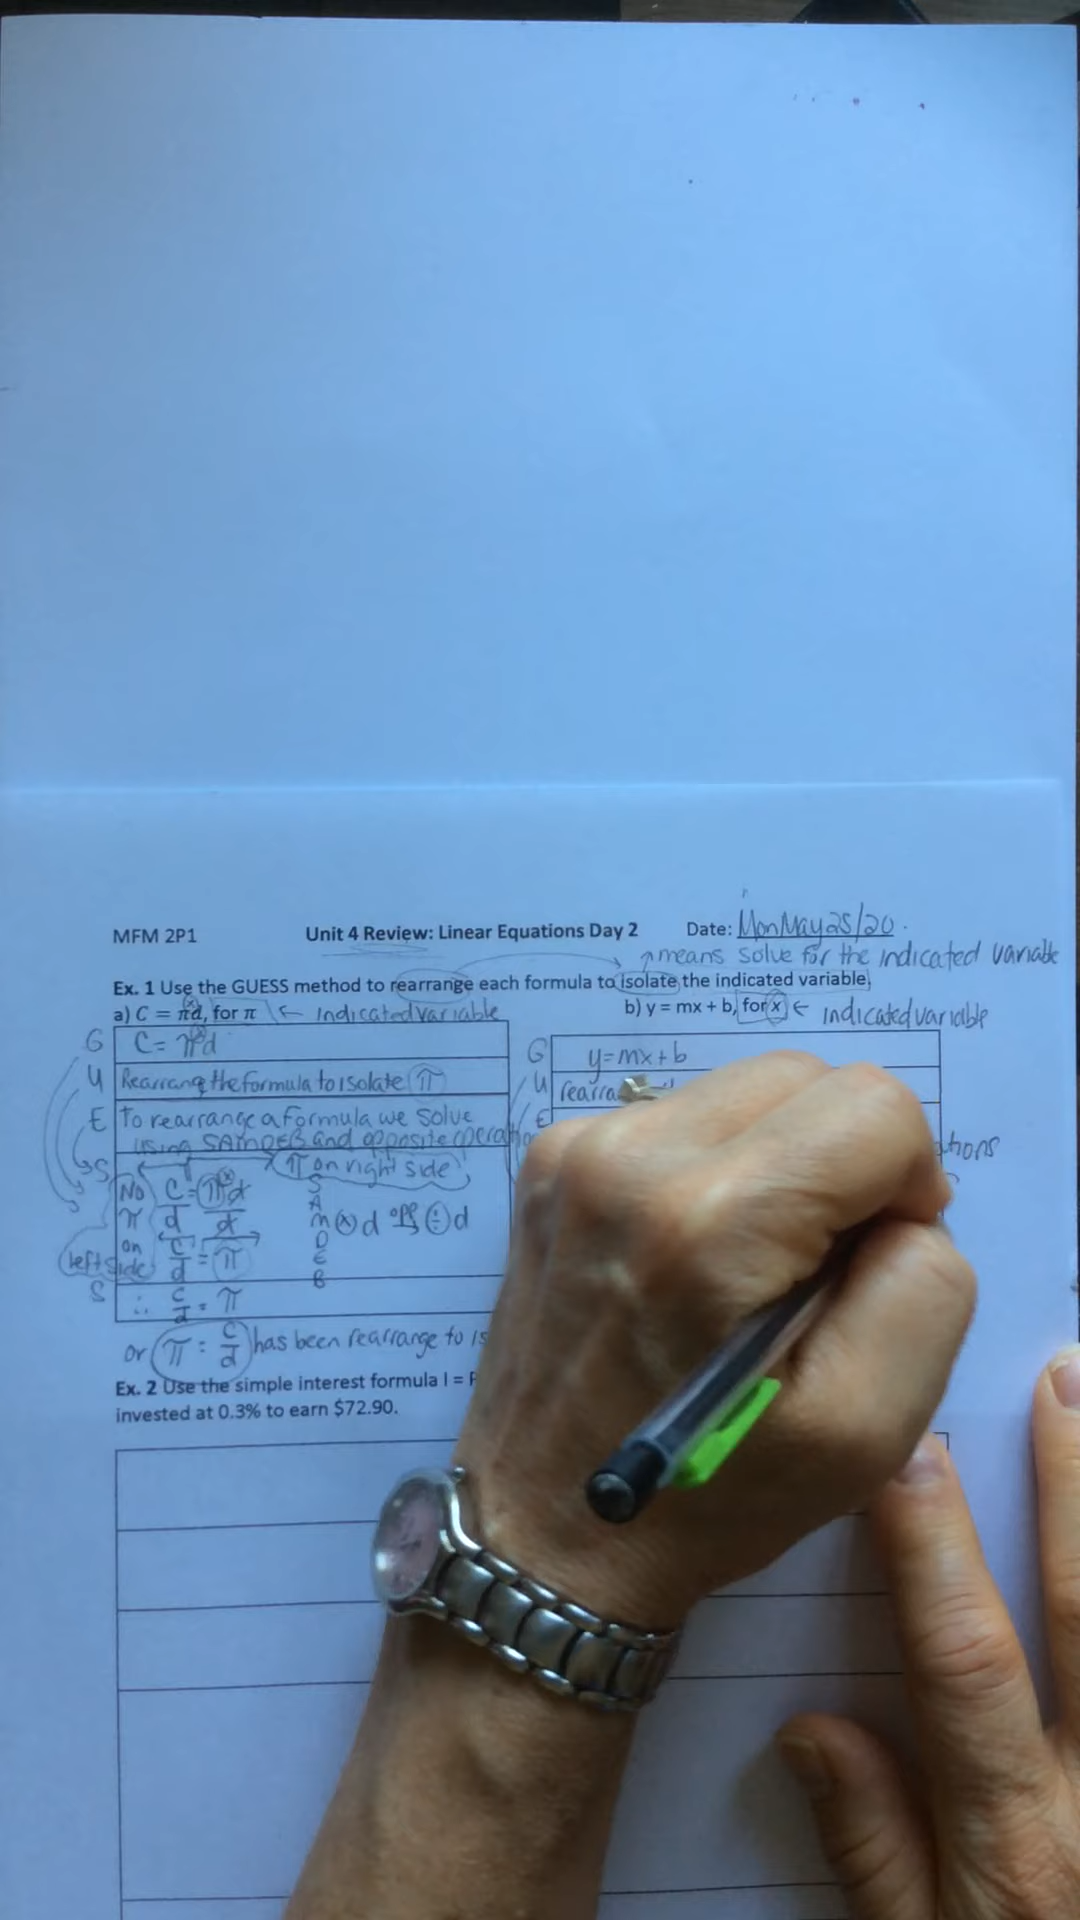 MFM 2P1 Unit 4 Review: Linear Equations Day 2 Date: Mon May 25/20.
↑ means solve for the indicated variable
Ex. 1 Use the GUESS method to rearrange each formula to isolate the indicated variable
a) C = πd, for π ← Indicated variable
G C = πd
U Rearrange the formula to isolate π
E To rearrange a formula we solve
using SAMDEB and opposite
S π on right side
No π on left side
C/d = πd/d
S
A
M ⊗ d opp ÷ d
D
E
B
C/d = π
S ∴ C/d = π
or π = C/d has been rearrange to
b) y = mx + b, for x ← Indicated variable
G y = mx + b
U
E
Ex. 2 Use the simple interest formula I =
invested at 0.3% to earn $72.90.